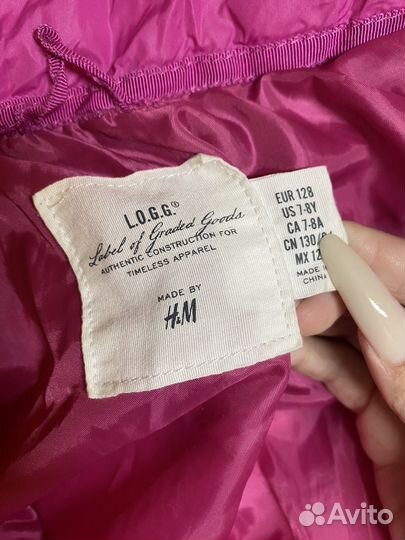 L.O.G.G.®
Label of Graded Goods
AUTHENTIC CONSTRUCTION FOR
TIMELESS APPAREL
MADE BY
H&M
EUR 128
US 7-8Y
CA 7-8A
CN 130/
MX 12
MADE IN
CHINA
Avito